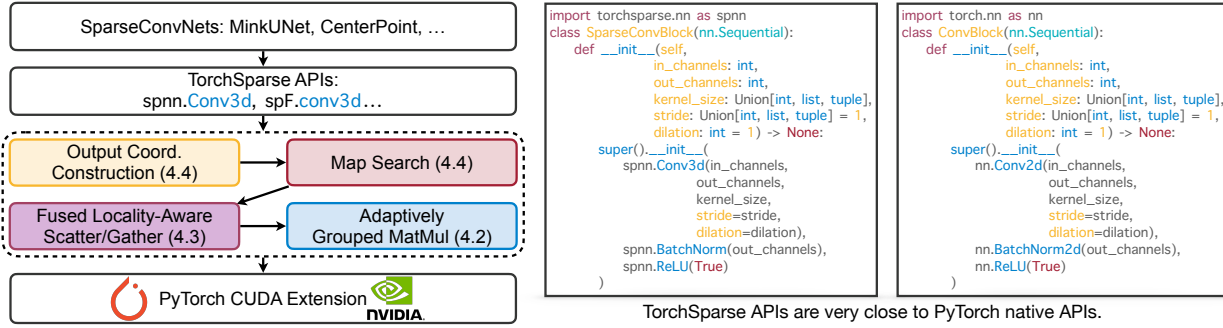 SparseConvNets: MinkUNet, CenterPoint, …
TorchSparse APIs:
spnn.Conv3d, spF.conv3d…
Output Coord.
Construction (4.4)
Map Search (4.4)
Fused Locality-Aware
Scatter/Gather (4.3)
Adaptively
Grouped MatMul (4.2)
PyTorch CUDA Extension
NVIDIA.
import torchsparse.nn as spnn
class SparseConvBlock(nn.Sequential):
def __init__(self,
in_channels: int,
out_channels: int,
kernel_size: Union[int, list, tuple],
stride: Union[int, list, tuple] = 1,
dilation: int = 1) -> None:
super().__init__(
spnn.Conv3d(in_channels,
out_channels,
kernel_size,
stride=stride,
dilation=dilation),
spnn.BatchNorm(out_channels),
spnn.ReLU(True)
)
import torch.nn as nn
class ConvBlock(nn.Sequential):
def __init__(self,
in_channels: int,
out_channels: int,
kernel_size: Union[int, list, tuple],
stride: Union[int, list, tuple] = 1,
dilation: int = 1) -> None:
super().__init__(
nn.Conv2d(in_channels,
out_channels,
kernel_size,
stride=stride,
dilation=dilation),
nn.BatchNorm2d(out_channels),
nn.ReLU(True)
)
TorchSparse APIs are very close to PyTorch native APIs.